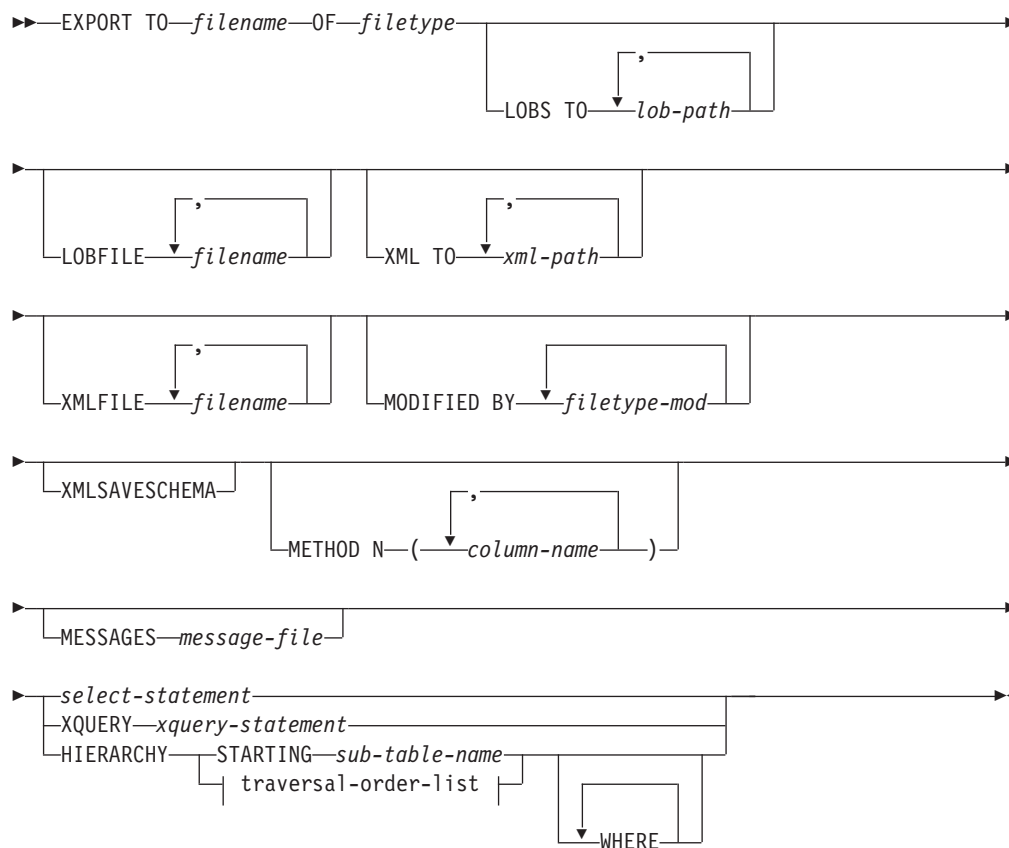 EXPORT TO filename OF filetype
,
LOBS TO lob-path
, ,
LOBFILE filename XML TO xml-path
,
XMLFILE filename MODIFIED BY filetype-mod
XMLSAVESCHEMA
,
METHOD N ( column-name )
MESSAGES message-file
select-statement
XQUERY xquery-statement
HIERARCHY STARTING sub-table-name
traversal-order-list
WHERE